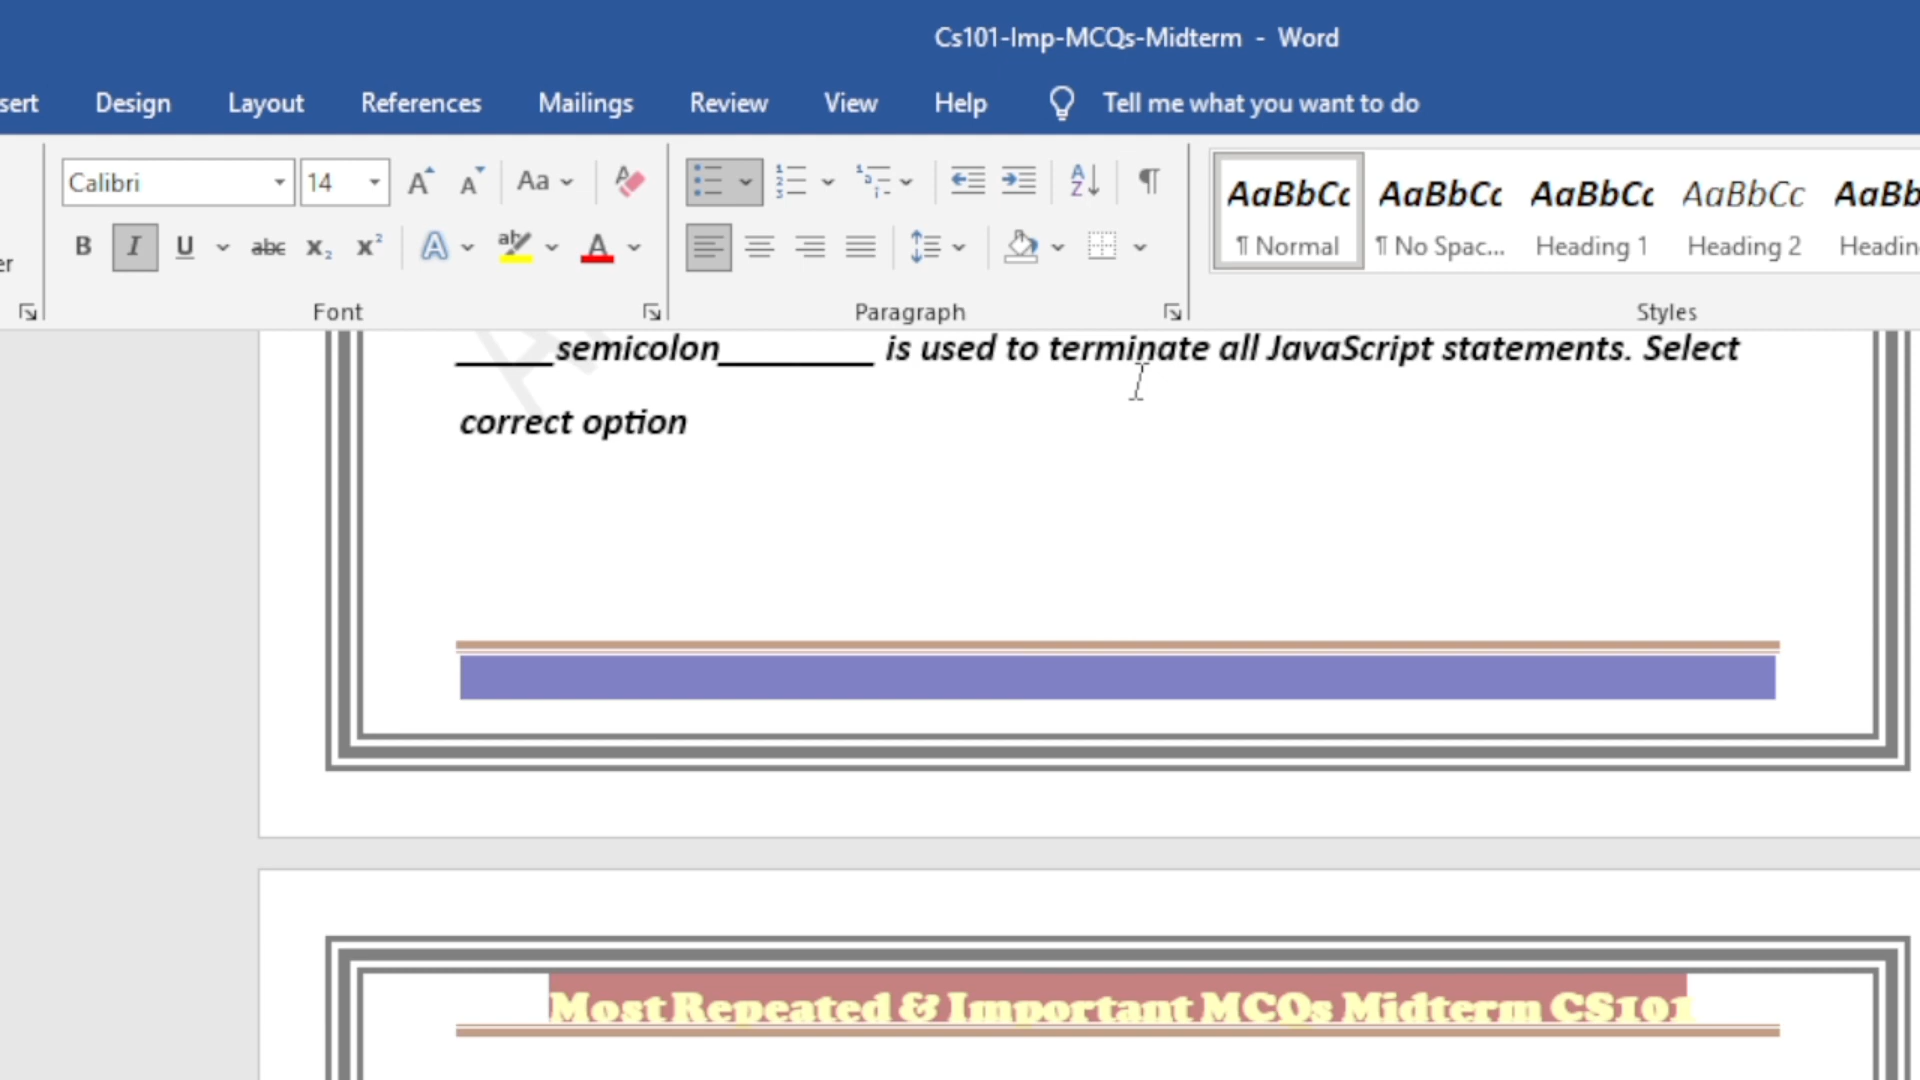 Cs101-Imp-MCQs-Midterm - Word
sert Design Layout References Mailings Review View Help Tell me what you want to do
Calibri 14 Aa
B I U abc x₂ x²
AaBbCc AaBbCc AaBbCc AaBbCc AaBb
¶ Normal ¶ No Spac... Heading 1 Heading 2 Headin
er
Font Paragraph Styles
_____semicolon________ is used to terminate all JavaScript statements. Select
correct option
Most Repeated & Important MCQs Midterm CS101